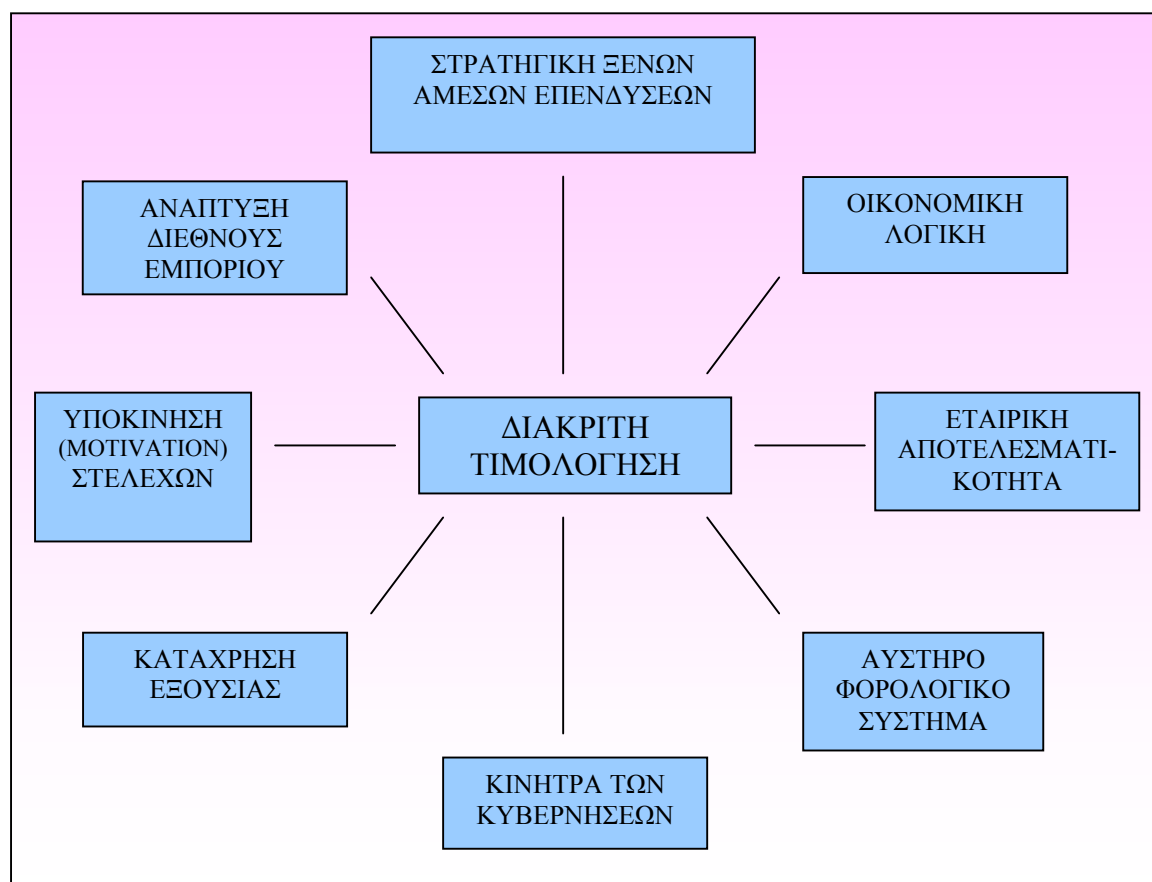 ΣΤΡΑΤΗΓΙΚΗ ΞΕΝΩΝ
ΑΜΕΣΩΝ ΕΠΕΝΔΥΣΕΩΝ
ΑΝΑΠΤΥΞΗ
ΔΙΕΘΝΟΥΣ
ΕΜΠΟΡΙΟΥ
ΟΙΚΟΝΟΜΙΚΗ
ΛΟΓΙΚΗ
ΥΠΟΚΙΝΗΣΗ
(MOTIVATION)
ΣΤΕΛΕΧΩΝ
ΔΙΑΚΡΙΤΗ
ΤΙΜΟΛΟΓΗΣΗ
ΕΤΑΙΡΙΚΗ
ΑΠΟΤΕΛΕΣΜΑΤΙ-
ΚΟΤΗΤΑ
ΚΑΤΑΧΡΗΣΗ
ΕΞΟΥΣΙΑΣ
ΑΥΣΤΗΡΟ
ΦΟΡΟΛΟΓΙΚΟ
ΣΥΣΤΗΜΑ
ΚΙΝΗΤΡΑ ΤΩΝ
ΚΥΒΕΡΝΗΣΕΩΝ